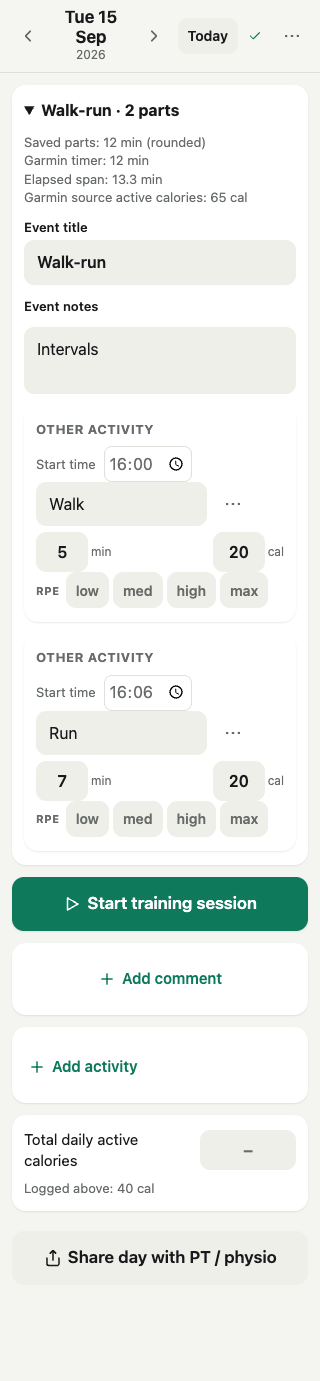 Tue 15
Sep
2026
Today
Walk-run · 2 parts
Saved parts: 12 min (rounded)
Garmin timer: 12 min
Elapsed span: 13.3 min
Garmin source active calories: 65 cal
Event title
Walk-run
Event notes
Intervals
OTHER ACTIVITY
Start time 16:00
Walk
5 min 20 cal
RPE low med high max
OTHER ACTIVITY
Start time 16:06
Run
7 min 20 cal
RPE low med high max
Start training session
+ Add comment
+ Add activity
Total daily active
calories
–
Logged above: 40 cal
Share day with PT / physio